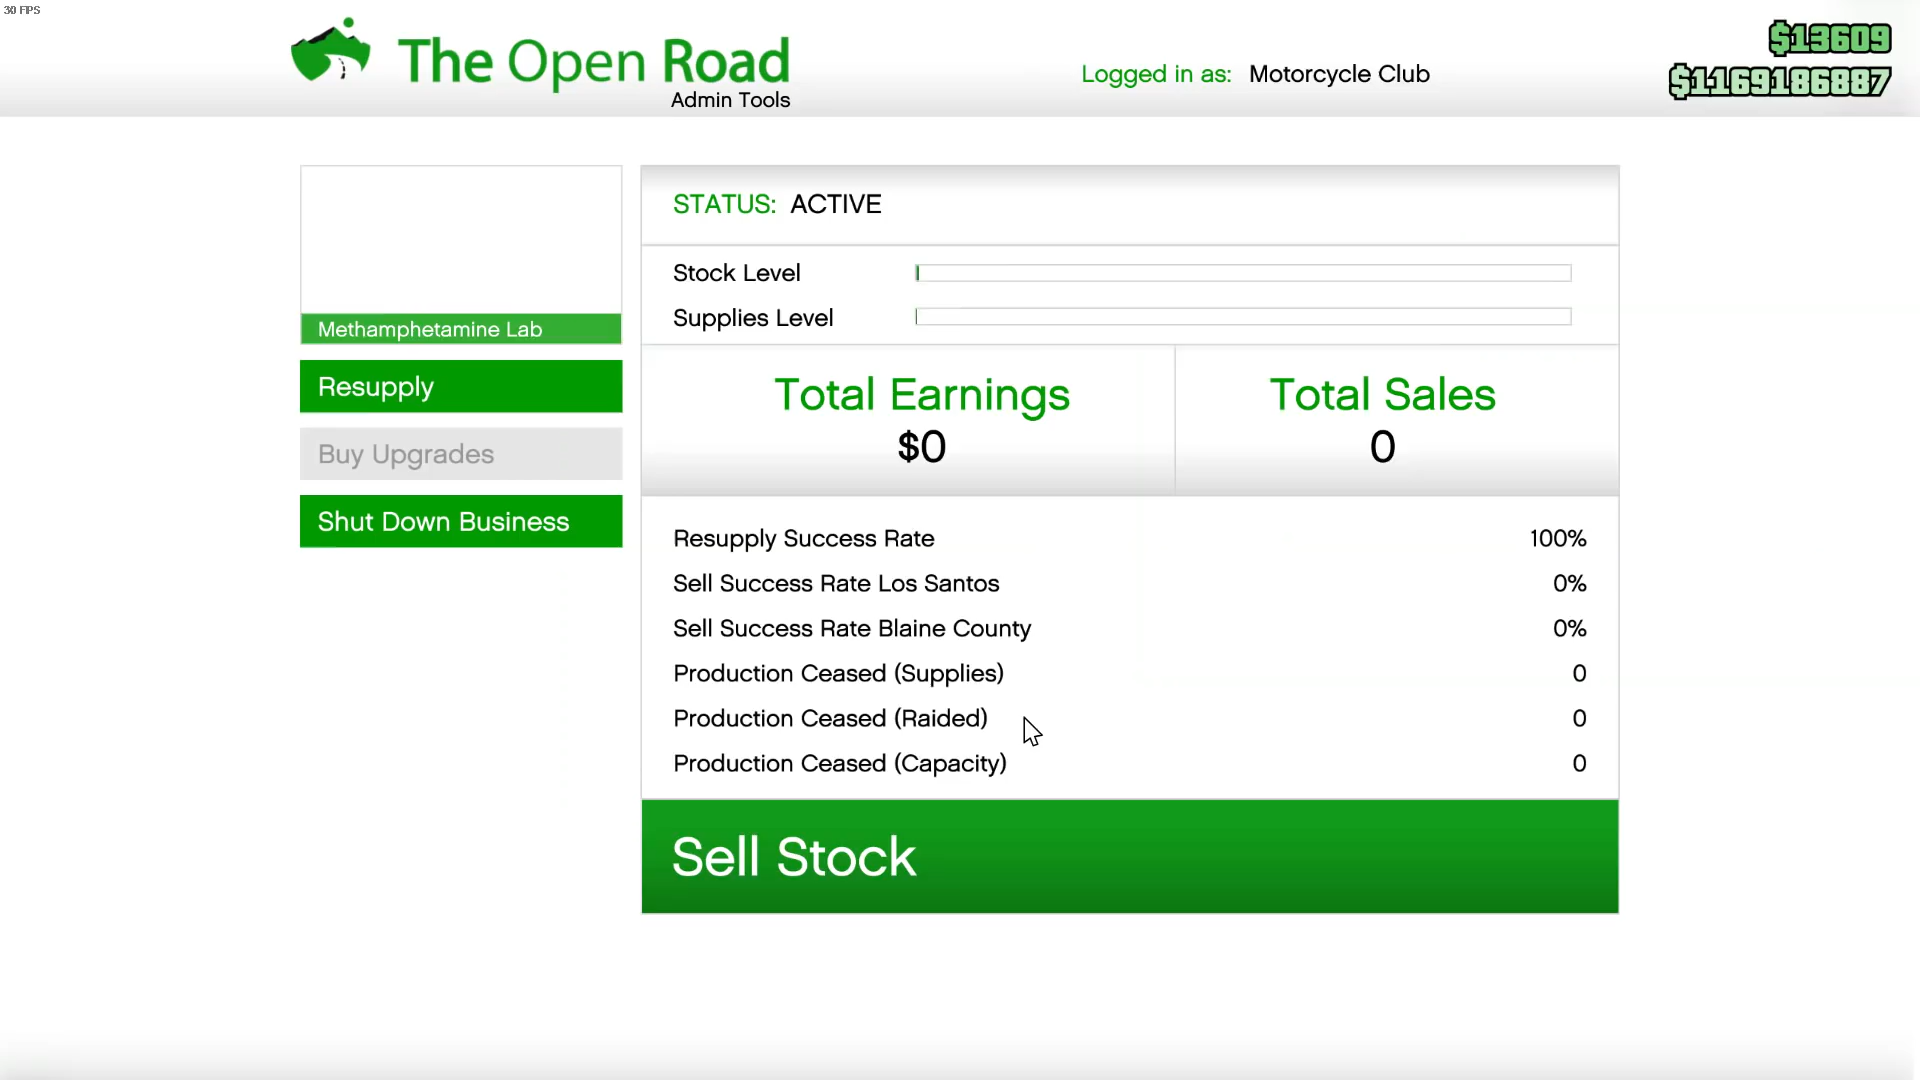 30 FPS
The Open Road
Admin Tools
Logged in as: Motorcycle Club
$13609
$1169186887
Methamphetamine Lab
Resupply
Buy Upgrades
Shut Down Business
STATUS: ACTIVE
Stock Level
Supplies Level
Total Earnings
$0
Total Sales
0
Resupply Success Rate 100%
Sell Success Rate Los Santos 0%
Sell Success Rate Blaine County 0%
Production Ceased (Supplies) 0
Production Ceased (Raided) 0
Production Ceased (Capacity) 0
Sell Stock